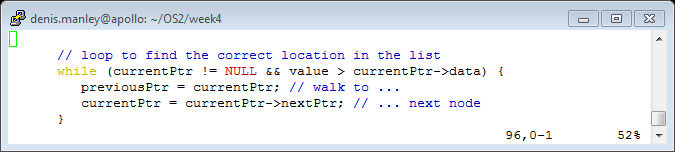 denis.manley@apollo: ~/OS2/week4
// loop to find the correct location in the list
while (currentPtr != NULL && value > currentPtr->data) {
previousPtr = currentPtr; // walk to ...
currentPtr = currentPtr->nextPtr; // ... next node
}
96,0-1 52%